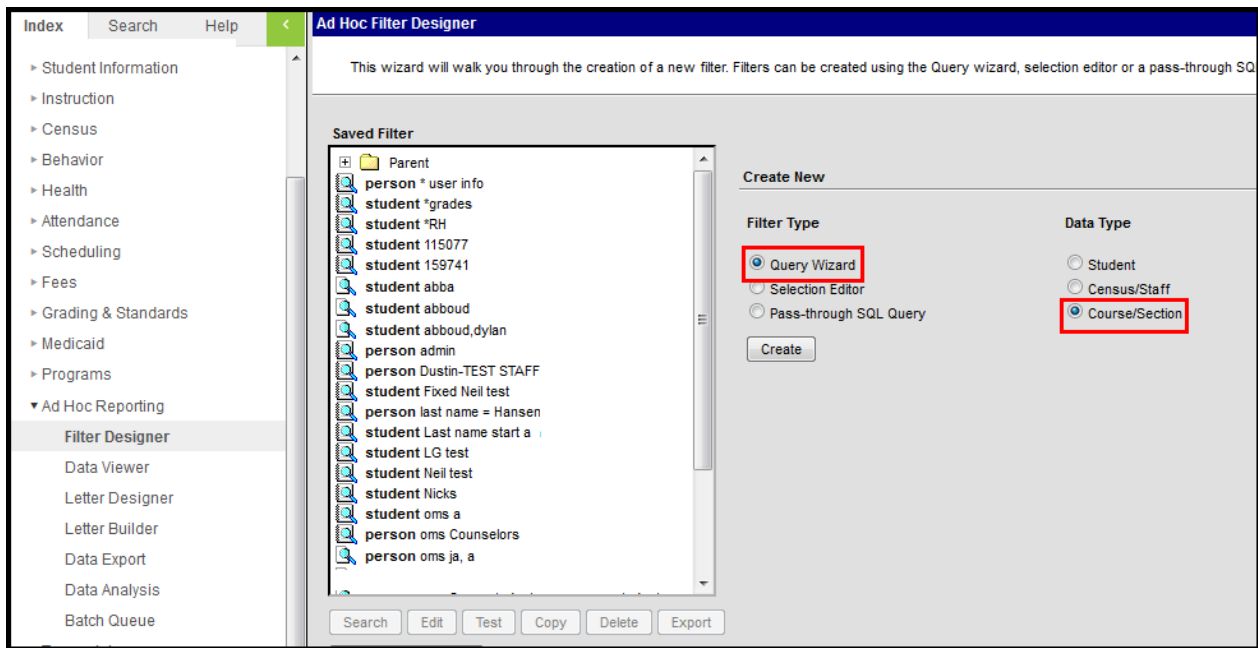 Index Search Help <
Student Information
Instruction
Census
Behavior
Health
Attendance
Scheduling
Fees
Grading & Standards
Medicaid
Programs
Ad Hoc Reporting
Filter Designer
Data Viewer
Letter Designer
Letter Builder
Data Export
Data Analysis
Batch Queue
Ad Hoc Filter Designer
This wizard will walk you through the creation of a new filter. Filters can be created using the Query wizard, selection editor or a pass-through SQ
Saved Filter
Parent
person * user info
student *grades
student *RH
student 115077
student 159741
student abba
student abboud
student abboud,dylan
person admin
person Dustin-TEST STAFF
student Fixed Neil test
person last name = Hansen
student Last name start a
student LG test
student Neil test
student Nicks
student oms a
person oms Counselors
person oms ja, a
Search Edit Test Copy Delete Export
Create New
Filter Type
Query Wizard
Selection Editor
Pass-through SQL Query
Create
Data Type
Student
Census/Staff
Course/Section